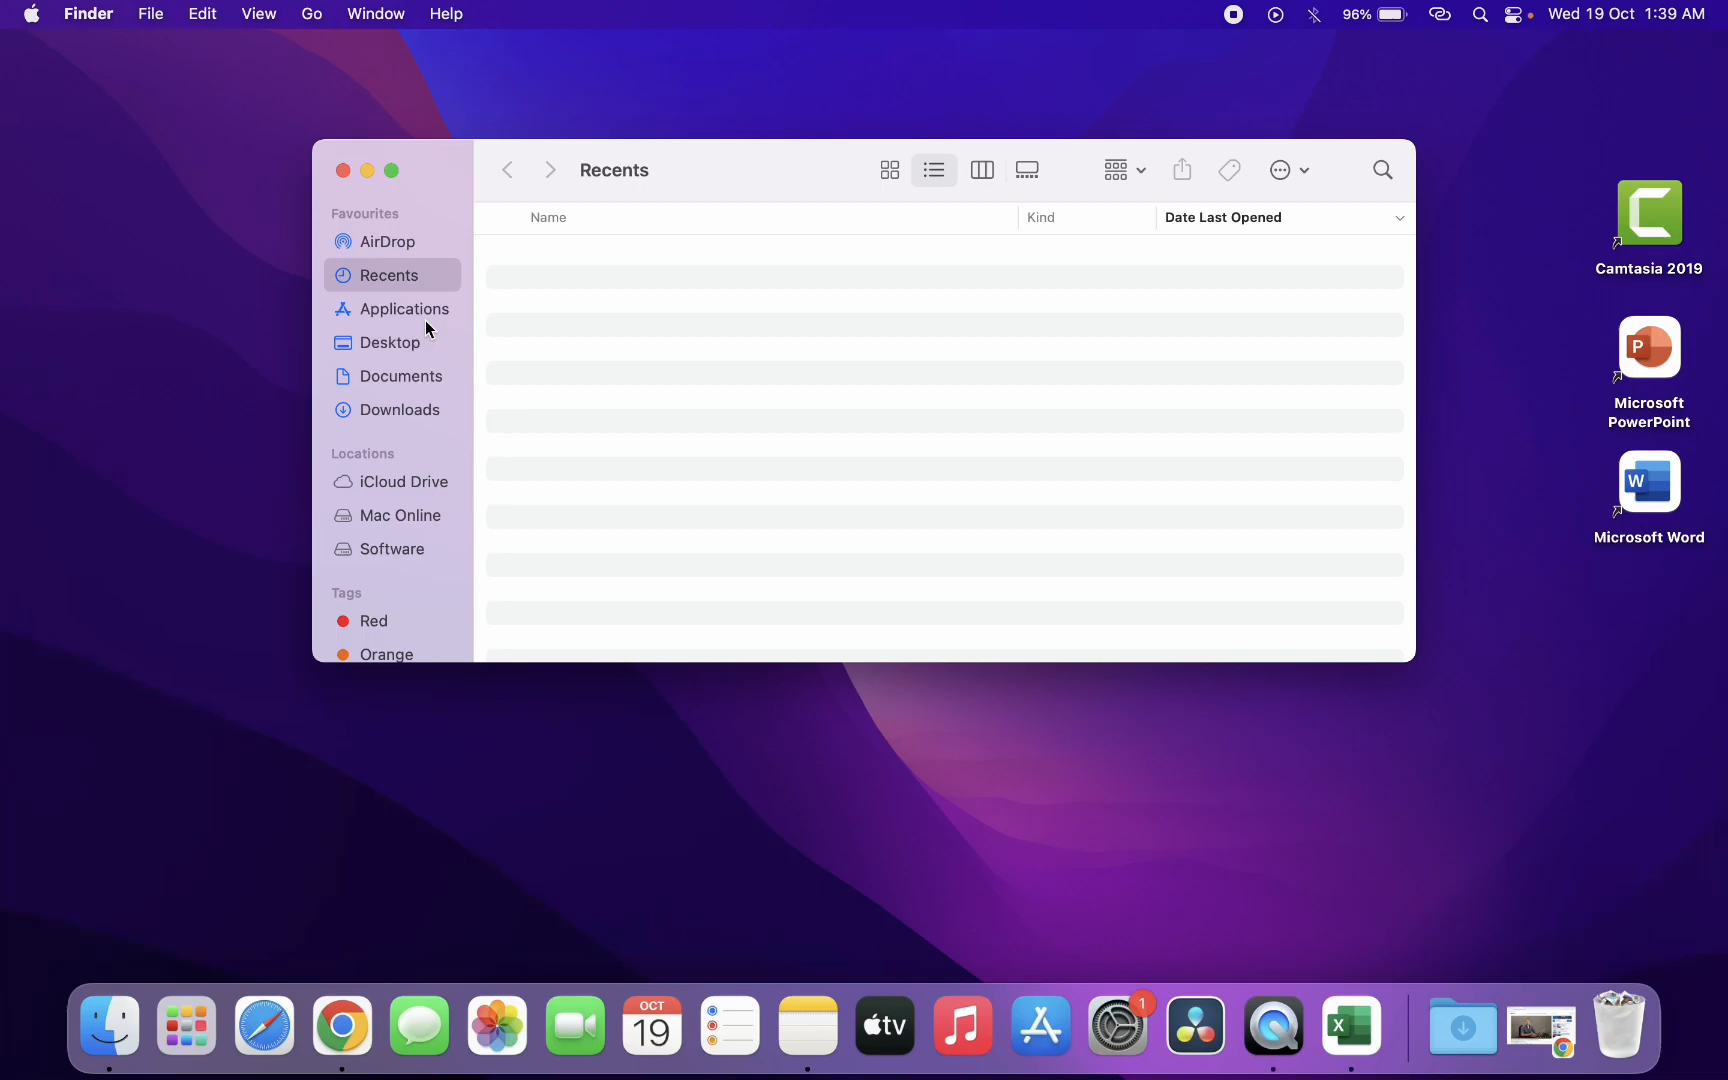 Finder File Edit View Go Window Help 96% Wed 19 Oct 1:39 AM
Recents
Favourites
AirDrop
Recents
Applications
Desktop
Documents
Downloads
Locations
iCloud Drive
Mac Online
Software
Tags
Red
Orange
Name Kind Date Last Opened
Camtasia 2019
P
Microsoft
PowerPoint
W
Microsoft Word
OCT
19
tv
1
X